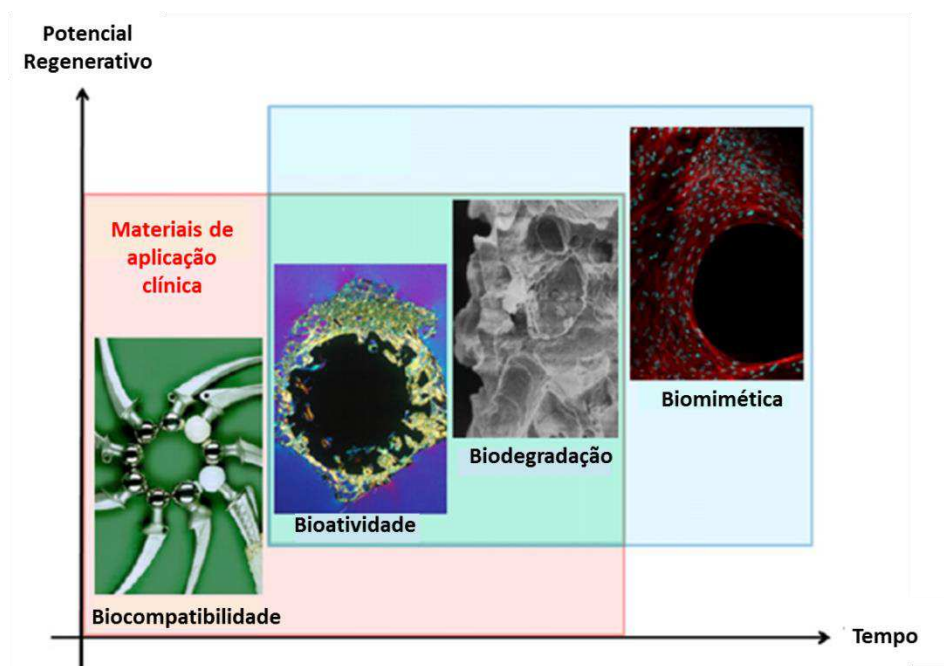 Potencial
Regenerativo
Materiais de
aplicação
clínica
Biomimética
Biodegradação
Bioatividade
Biocompatibilidade
Tempo